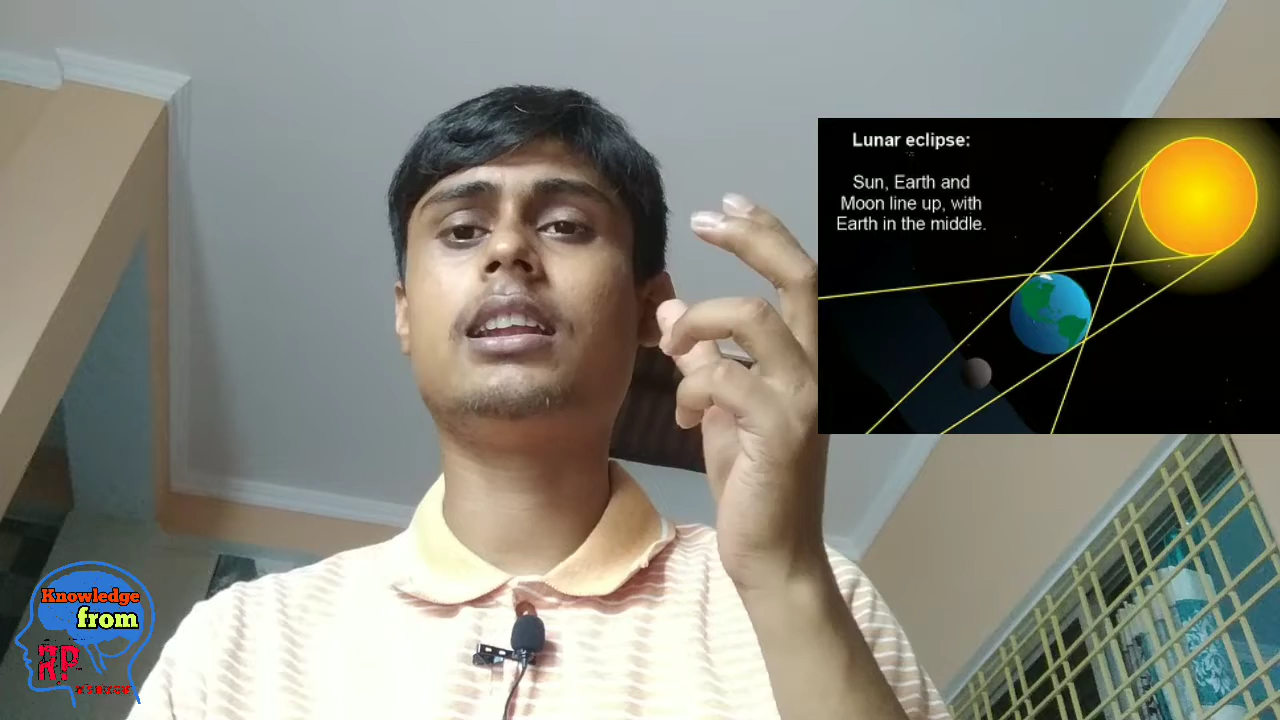 Lunar eclipse:
Sun, Earth and
Moon line up, with
Earth in the middle.
Knowledge
from
RP